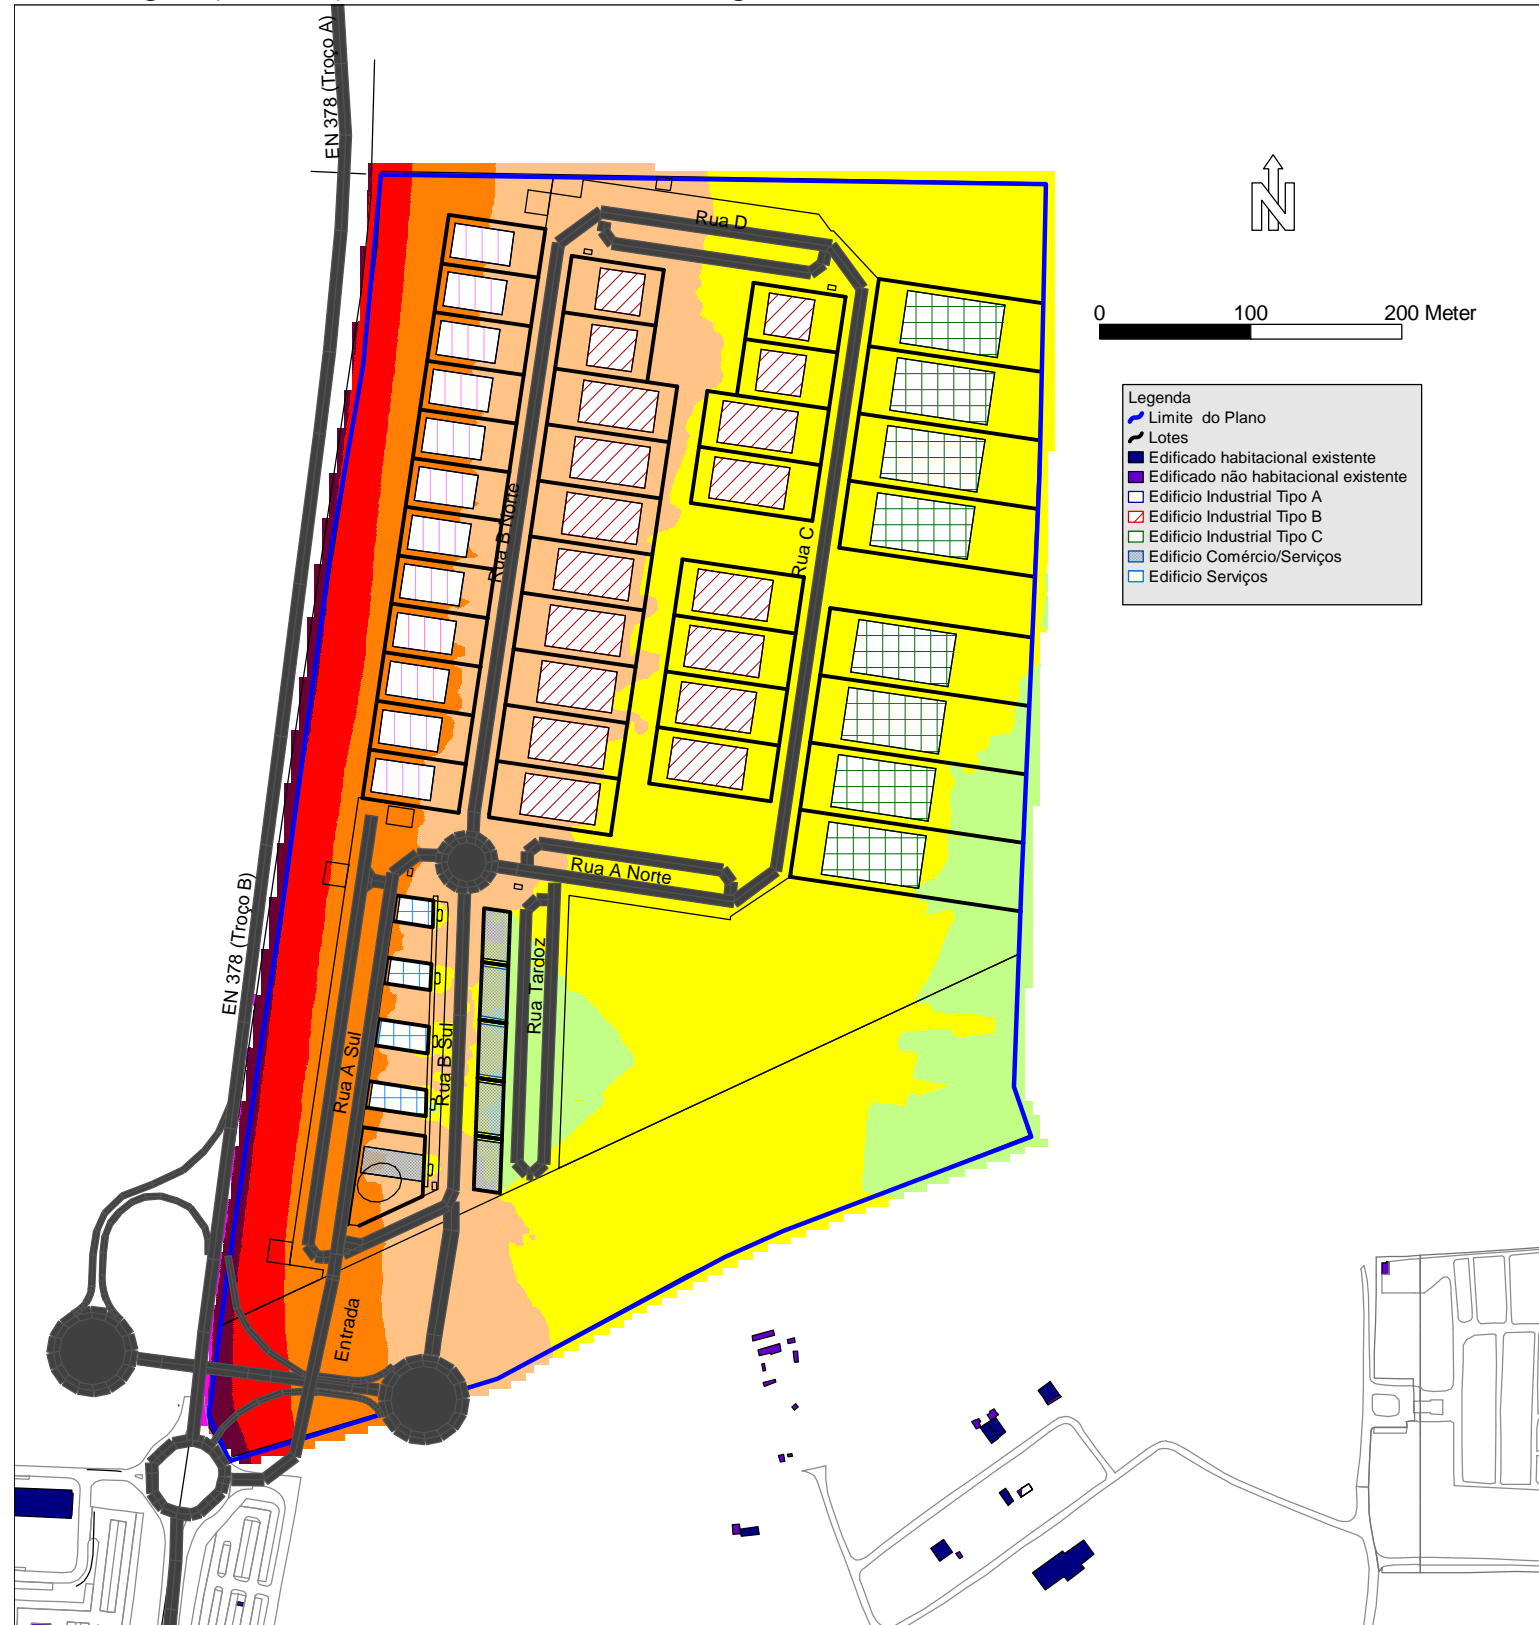 EN 378 (Troço A)
Rua D
0 100 200 Meter
N
Legenda
Limite do Plano
Lotes
Edificado habitacional existente
Edificado não habitacional existente
Edificio Industrial Tipo A
Edificio Industrial Tipo B
Edificio Industrial Tipo C
Edificio Comércio/Serviços
Edificio Serviços
Rua B Norte
Rua C
Rua A Norte
EN 378 (Troço B)
Rua Tardoz
Rua A Sul
Rua B Sul
Entrada